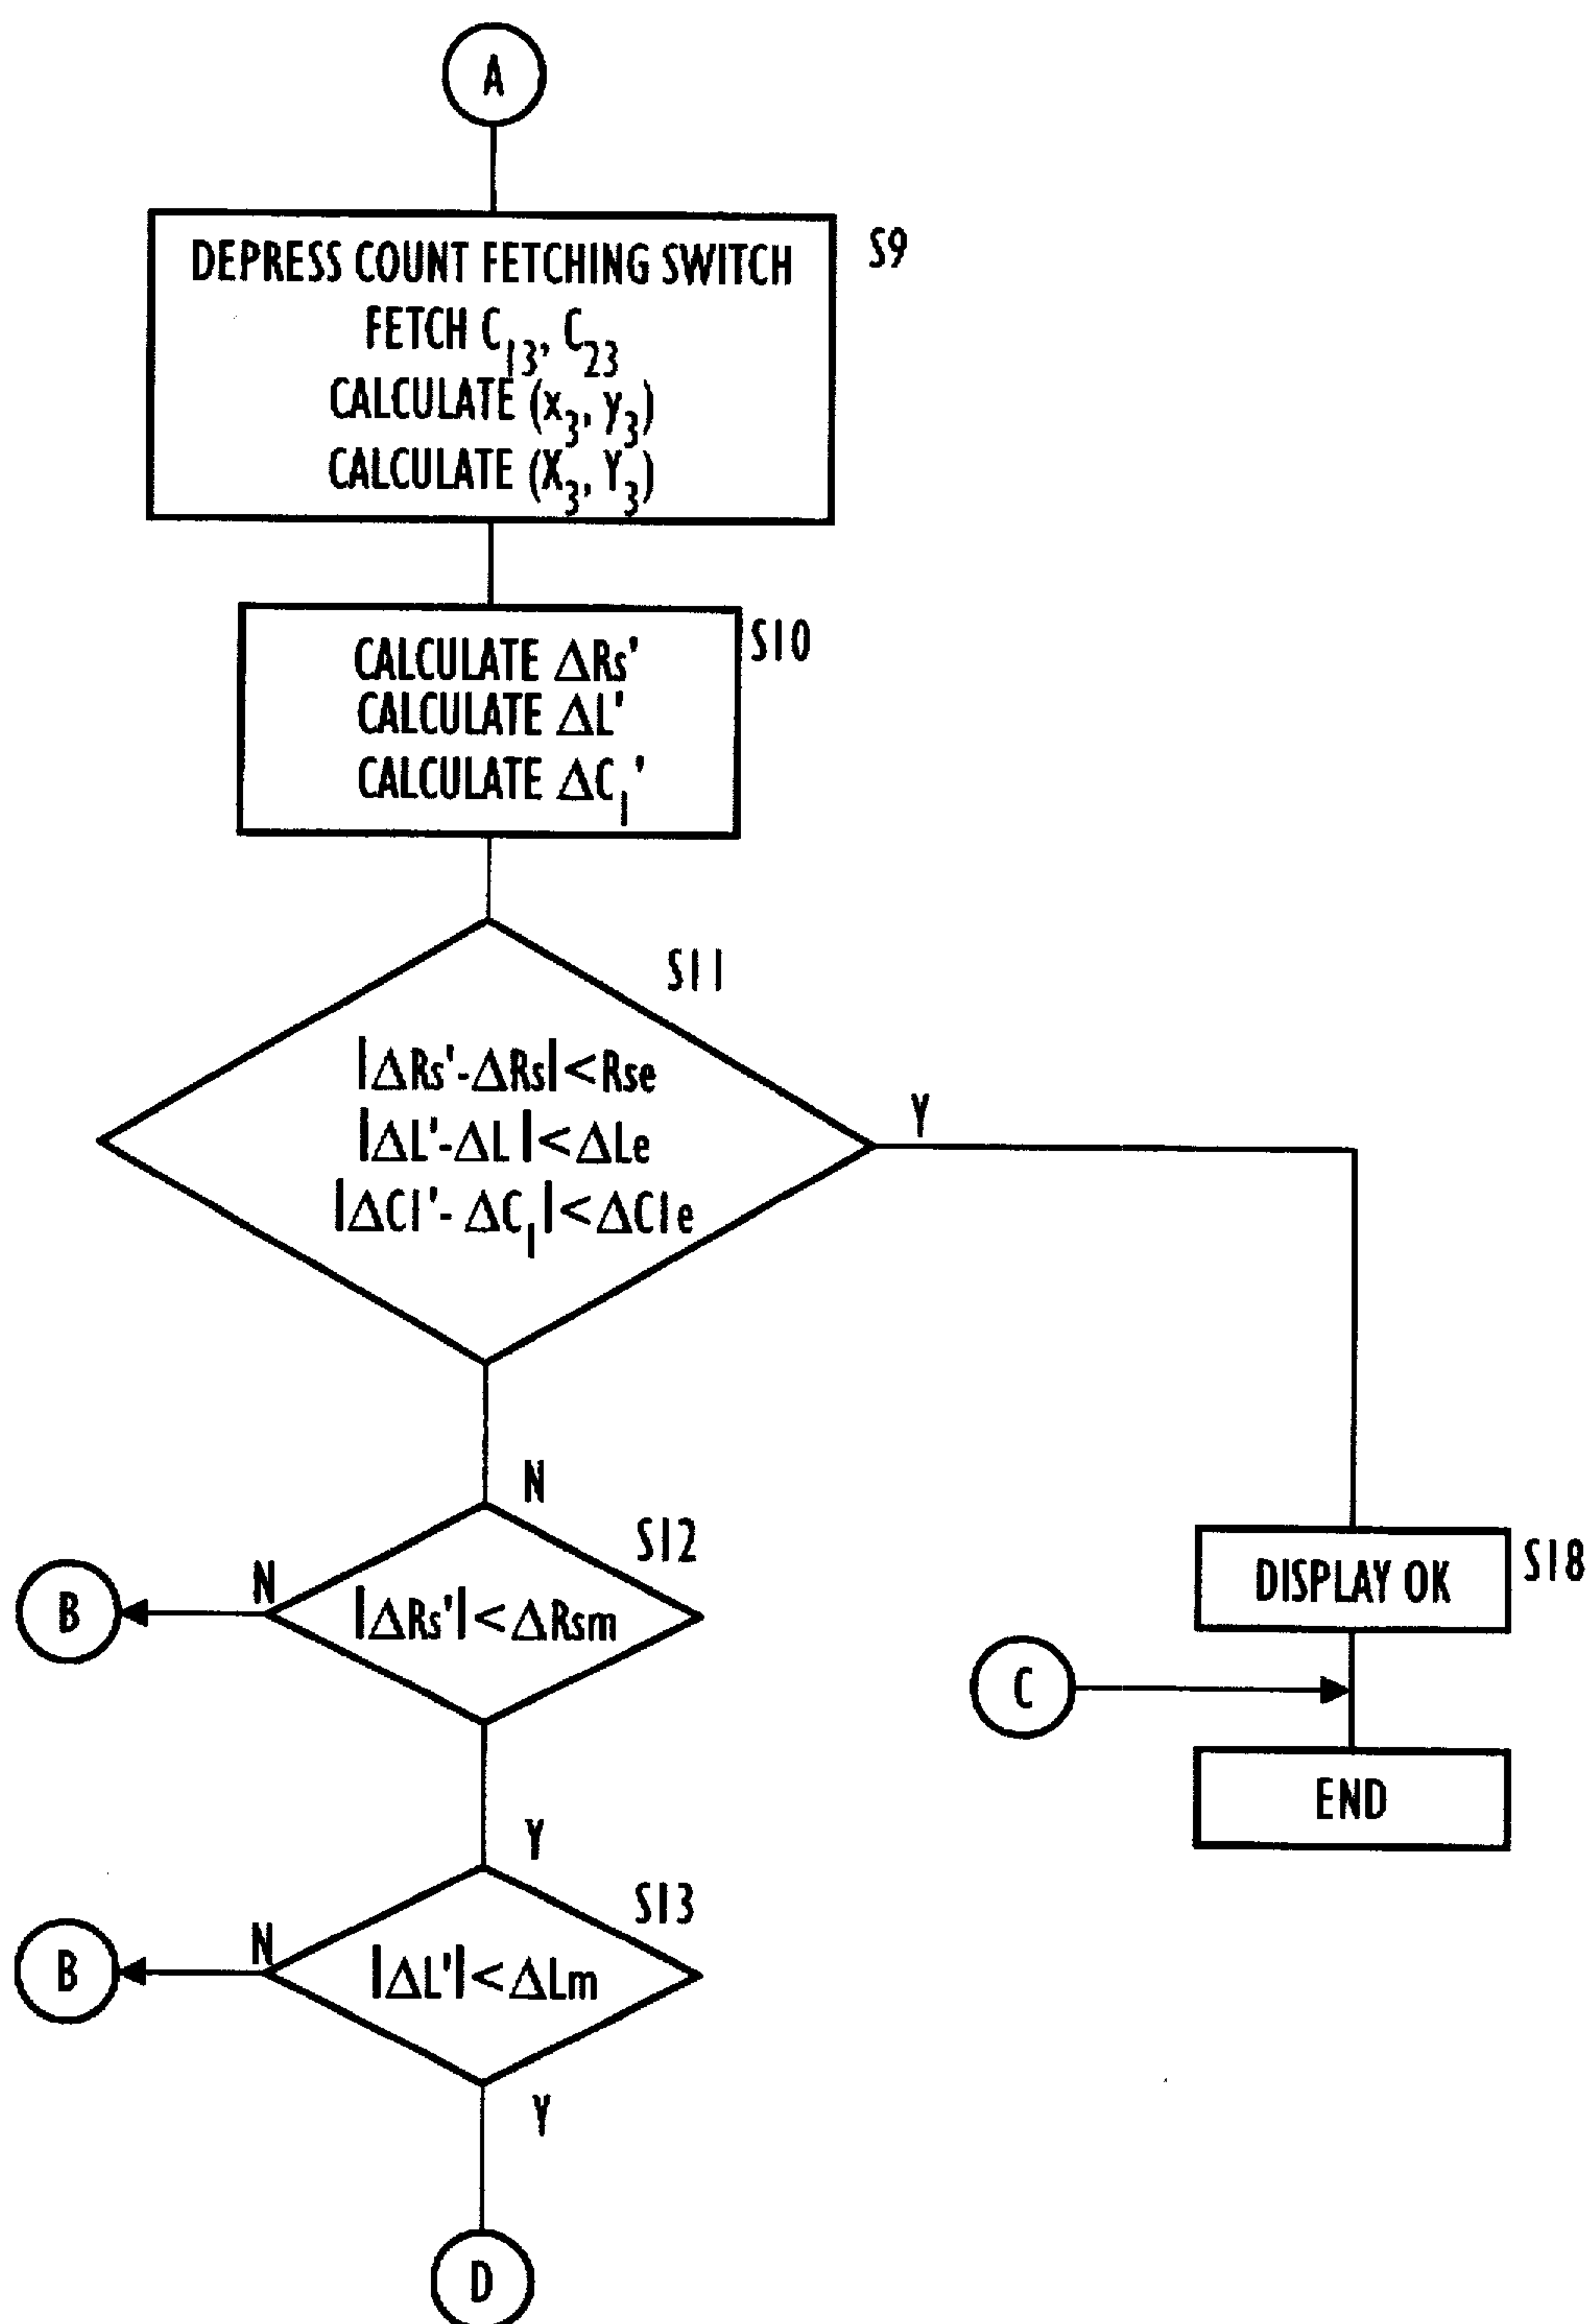 A
DEPRESS COUNT FETCHING SWITCH
FETCH C₁₃, C₂₃
CALCULATE (x₃, y₃)
CALCULATE (X₃, Y₃)
S9
CALCULATE ΔRs'
CALCULATE ΔL'
CALCULATE ΔC₁'
S10
S11
|ΔRs'-ΔRs|<Rse
|ΔL'-ΔL|<ΔLe
|ΔC1'-ΔC₁|<ΔC1e
Y
N
S12
|ΔRs'|<ΔRsm
N
B
Y
DISPLAY OK
S18
C
END
S13
|ΔL'|<ΔLm
N
B
Y
D